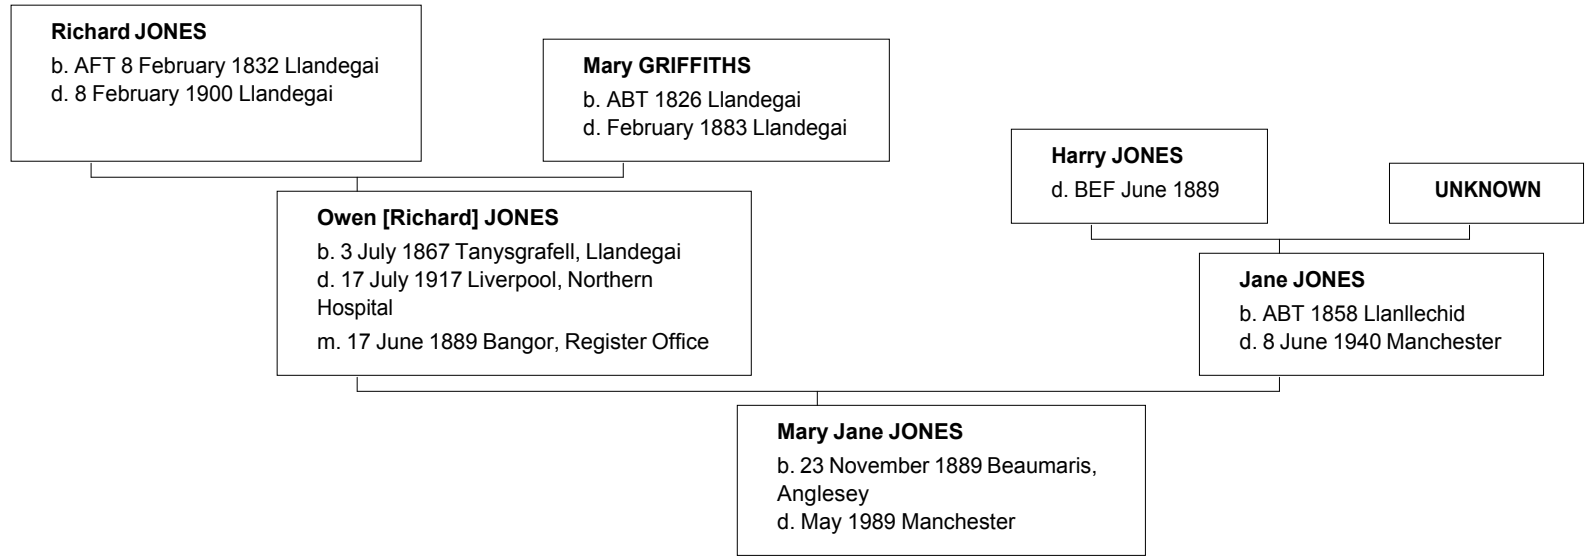 Richard JONES
b. AFT 8 February 1832 Llandegai
d. 8 February 1900 Llandegai
Mary GRIFFITHS
b. ABT 1826 Llandegai
d. February 1883 Llandegai
Harry JONES
d. BEF June 1889
UNKNOWN
Owen [Richard] JONES
b. 3 July 1867 Tanysgrafell, Llandegai
d. 17 July 1917 Liverpool, Northern
Hospital
m. 17 June 1889 Bangor, Register Office
Jane JONES
b. ABT 1858 Llanllechid
d. 8 June 1940 Manchester
Mary Jane JONES
b. 23 November 1889 Beaumaris,
Anglesey
d. May 1989 Manchester